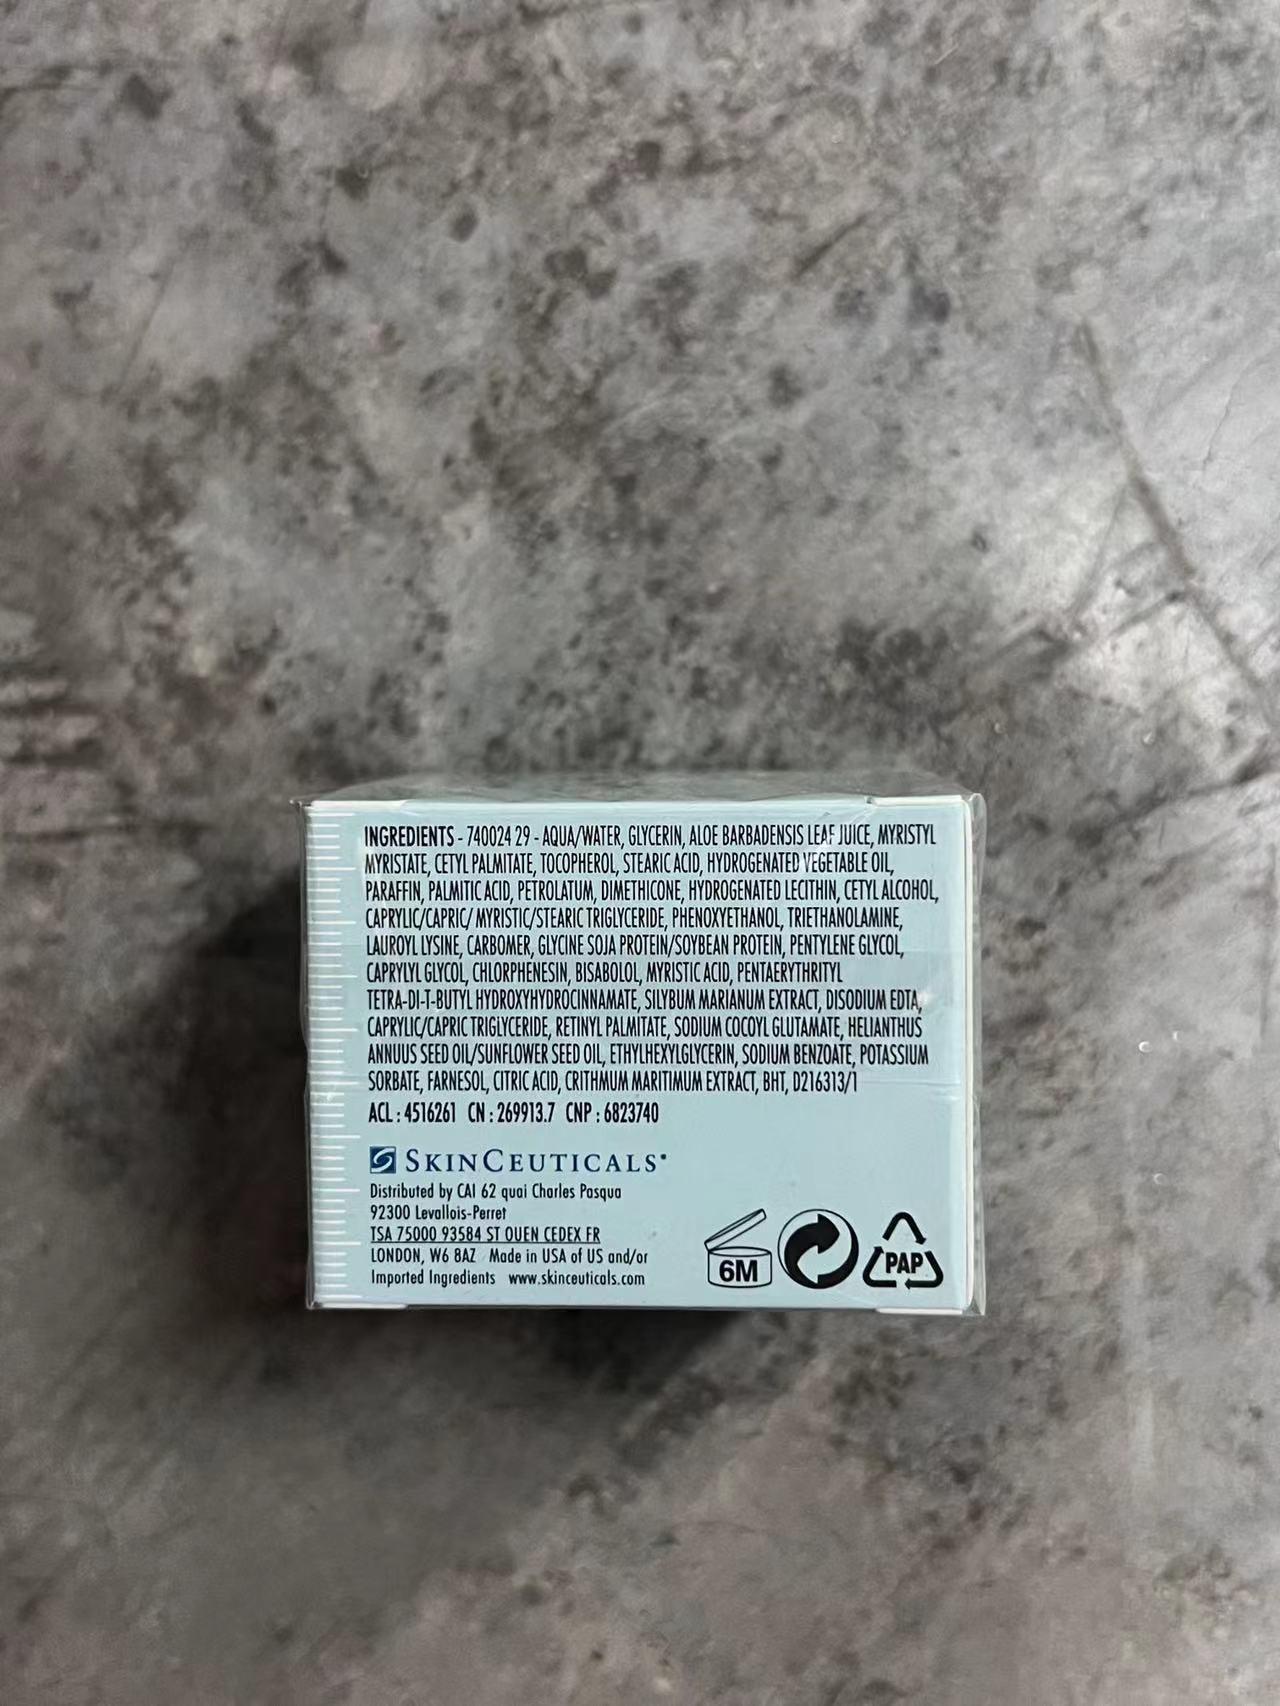 INGREDIENTS - 740024 29 - AQUA/WATER, GLYCERIN, ALOE BARBADENSIS LEAF JUICE, MYRISTYL
MYRISTATE, CETYL PALMITATE, TOCOPHEROL, STEARIC ACID, HYDROGENATED VEGETABLE OIL,
PARAFFIN, PALMITIC ACID, PETROLATUM, DIMETHICONE, HYDROGENATED LECITHIN, CETYL ALCOHOL,
CAPRYLIC/CAPRIC/ MYRISTIC/STEARIC TRIGLYCERIDE, PHENOXYETHANOL, TRIETHANOLAMINE,
LAUROYL LYSINE, CARBOMER, GLYCINE SOJA PROTEIN/SOYBEAN PROTEIN, PENTYLENE GLYCOL,
CAPRYLYL GLYCOL, CHLORPHENESIN, BISABOLOL, MYRISTIC ACID, PENTAERYTHRITYL
TETRA-DI-T-BUTYL HYDROXYHYDROCINNAMATE, SILYBUM MARIANUM EXTRACT, DISODIUM EDTA,
CAPRYLIC/CAPRIC TRIGLYCERIDE, RETINYL PALMITATE, SODIUM COCOYL GLUTAMATE, HELIANTHUS
ANNUUS SEED OIL/SUNFLOWER SEED OIL, ETHYLHEXYLGLYCERIN, SODIUM BENZOATE, POTASSIUM
SORBATE, FARNESOL, CITRIC ACID, CRITHMUM MARITIMUM EXTRACT, BHT, D216313/1
ACL : 4516261 CN : 269913.7 CNP : 6823740
SKINCEUTICALS
Distributed by CAI 62 quai Charles Pasqua
92300 Levallois-Perret
TSA 75000 93584 ST OUEN CEDEX FR
LONDON, W6 8AZ Made in USA of US and/or
Imported Ingredients www.skinceuticals.com
6M
PAP